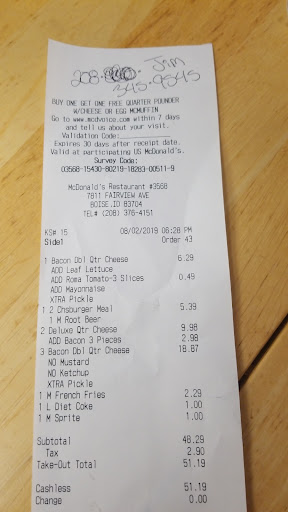 208- Jim
345-9545
BUY ONE GET ONE FREE QUARTER POUNDER
W/CHEESE OR EGG MCMUFFIN
Go to www.mcdvoice.com within 7 days
and tell us about your visit.
Validation Code:
Expires 30 days after receipt date.
Valid at participating US McDonald's.
Survey Code:
03568-15430-80219-18283-00511-9
McDonald's Restaurant #3568
7811 FAIRVIEW AVE
BOISE,ID 83704
TEL# (208) 376-4151
KS# 15 08/02/2019 06:28 PM
Side1 Order 43
1 Bacon Dbl Qtr Cheese 6.29
ADD Leaf Lettuce
ADD Roma Tomato-3 Slices 0.49
ADD Mayonnaise
XTRA Pickle
1 2 Chsburger Meal 5.39
1 M Root Beer
2 Deluxe Qtr Cheese 9.98
ADD Bacon 3 Pieces 2.98
3 Bacon Dbl Qtr Cheese 18.87
NO Mustard
NO Ketchup
XTRA Pickle
1 M French Fries 2.29
1 L Diet Coke 1.00
1 M Sprite 1.00
Subtotal 48.29
Tax 2.90
Take-Out Total 51.19
Cashless 51.19
Change 0.00